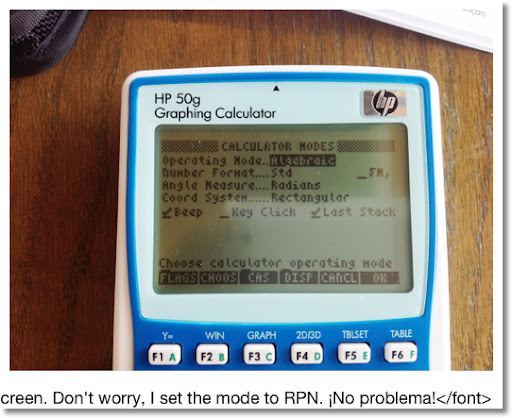 HP 50g
Graphing Calculator
hp
CALCULATOR MODES
Operating Mode..Algebraic
Number Format....Std _FM,
Angle Measure....Radians
Coord System.....Rectangular
✓Beep _Key Click ✓Last Stack
Choose calculator operating mode
FLAGS CHOOS CAS DISP CANCL OK
Y= WIN GRAPH 2D/3D TBLSET TABLE
F1 A F2 B F3 C F4 D F5 E F6 F
creen. Don't worry, I set the mode to RPN. ¡No problema!</font>